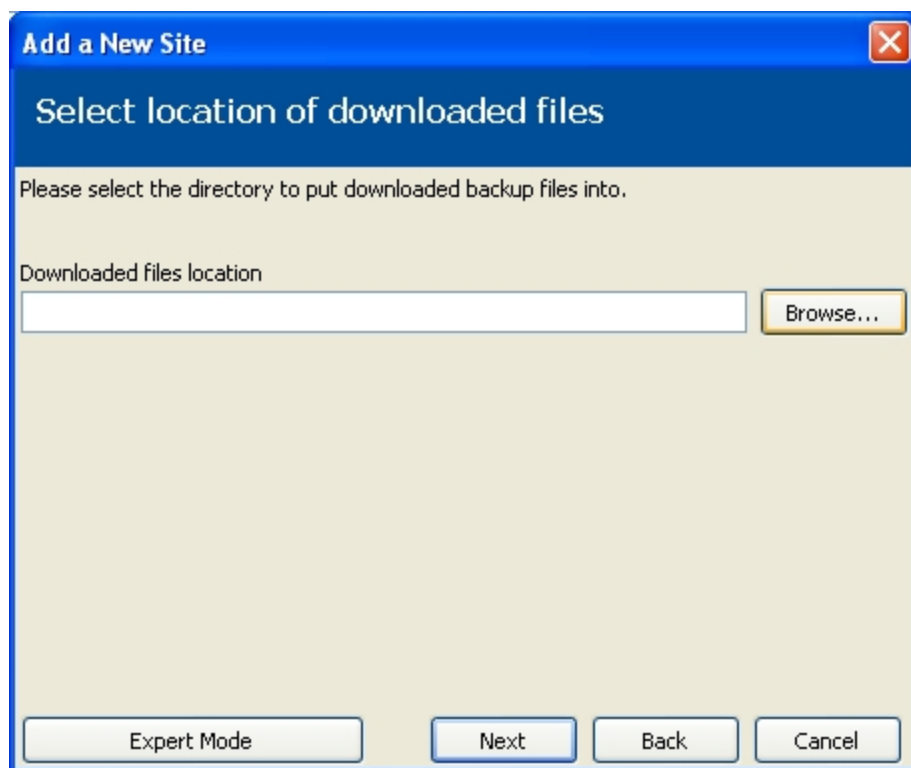 Add a New Site
Select location of downloaded files
Please select the directory to put downloaded backup files into.
Downloaded files location
Browse...
Expert Mode
Next
Back
Cancel